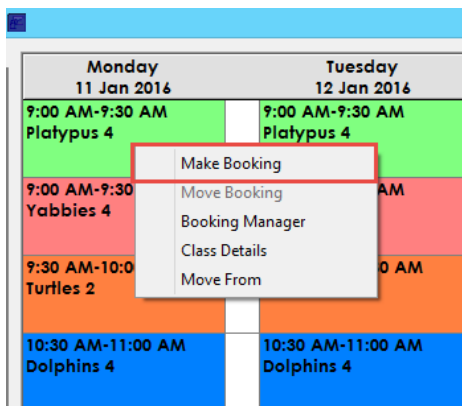 Monday
11 Jan 2016
Tuesday
12 Jan 2016
9:00 AM-9:30 AM
Platypus 4
9:00 AM-9:30 AM
Platypus 4
Make Booking
Move Booking
Booking Manager
Class Details
Move From
9:00 AM-9:30
Yabbies 4
AM
9:30 AM-10:0
Turtles 2
0 AM
10:30 AM-11:00 AM
Dolphins 4
10:30 AM-11:00 AM
Dolphins 4